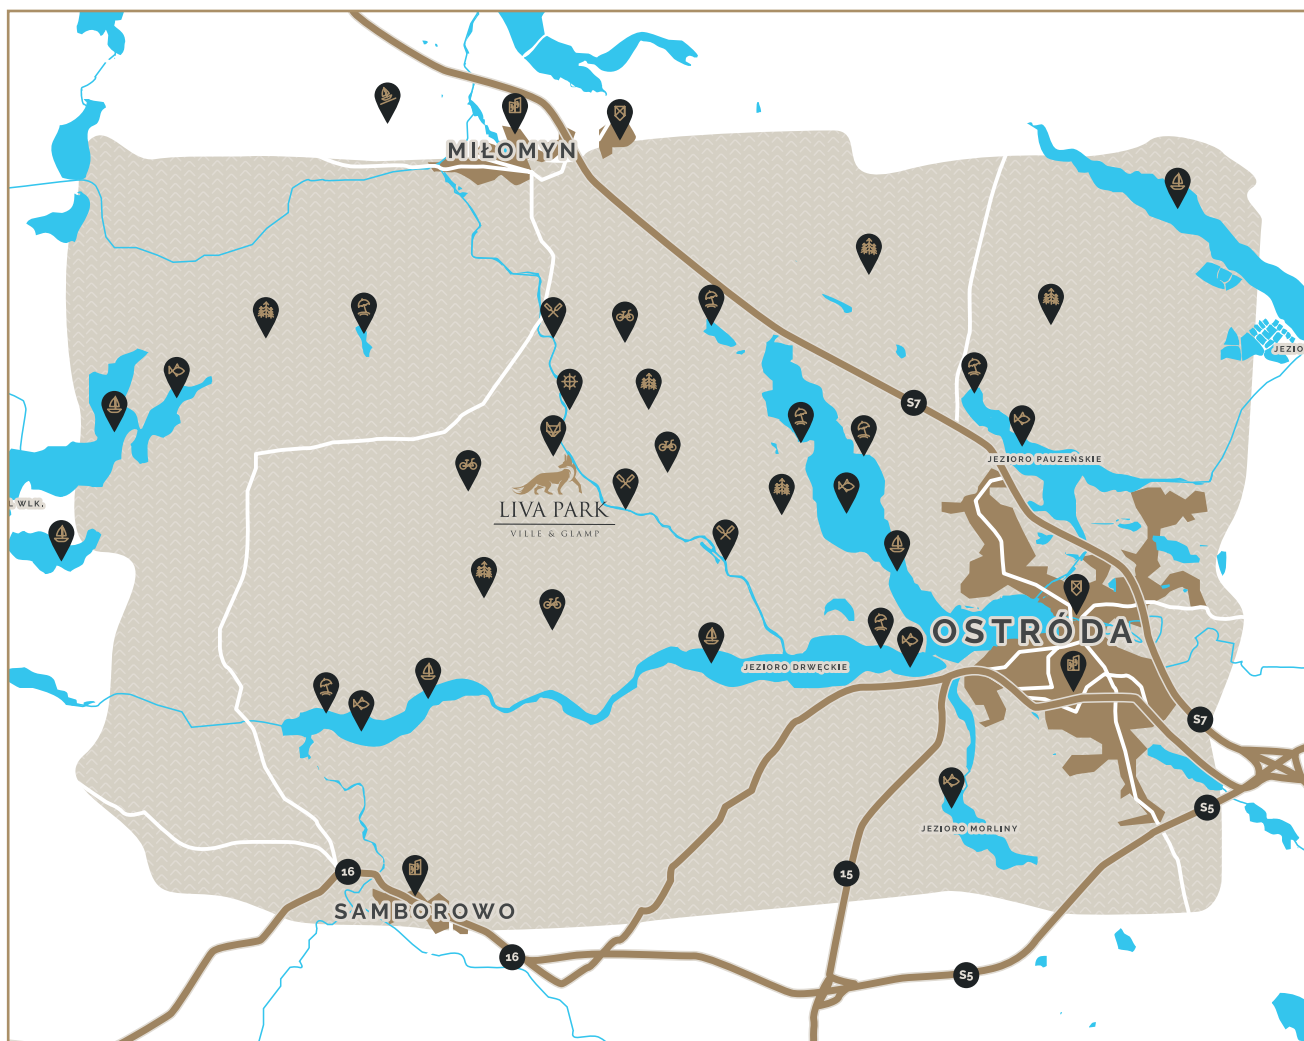 MIŁOMYN
JEZIO
S7
JEZIORO PAUZEŃSKIE
L WLK.
LIVA PARK
VILLE & GLAMP
OSTRÓDA
JEZIORO DRWĘCKIE
S7
S5
JEZIORO MORLINY
16
15
SAMBOROWO
16
S5